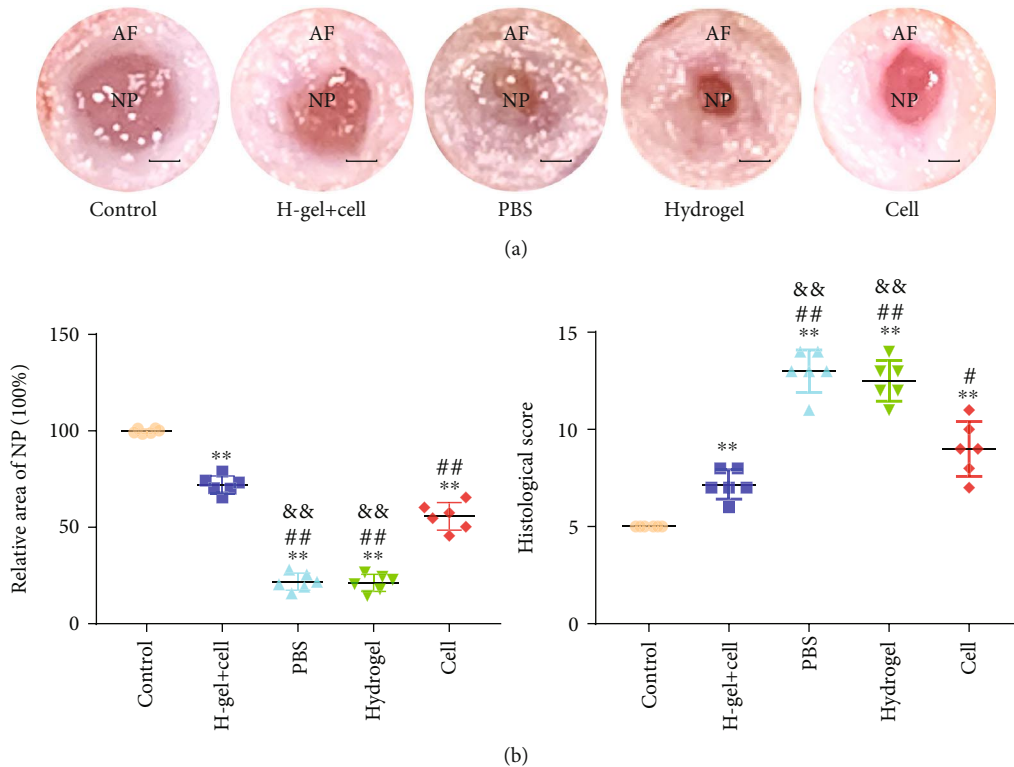 AF AF AF AF AF
NP NP NP NP NP
Control H-gel+cell PBS Hydrogel Cell
(a)
Relative area of NP (100%)
150
100
50
0
**
&&
##
**
&&
##
**
##
**
Control
H-gel+cell
PBS
Hydrogel
Cell
Histological score
15
10
5
0
**
&&
##
**
&&
##
**
#
**
Control
H-gel+cell
PBS
Hydrogel
Cell
(b)